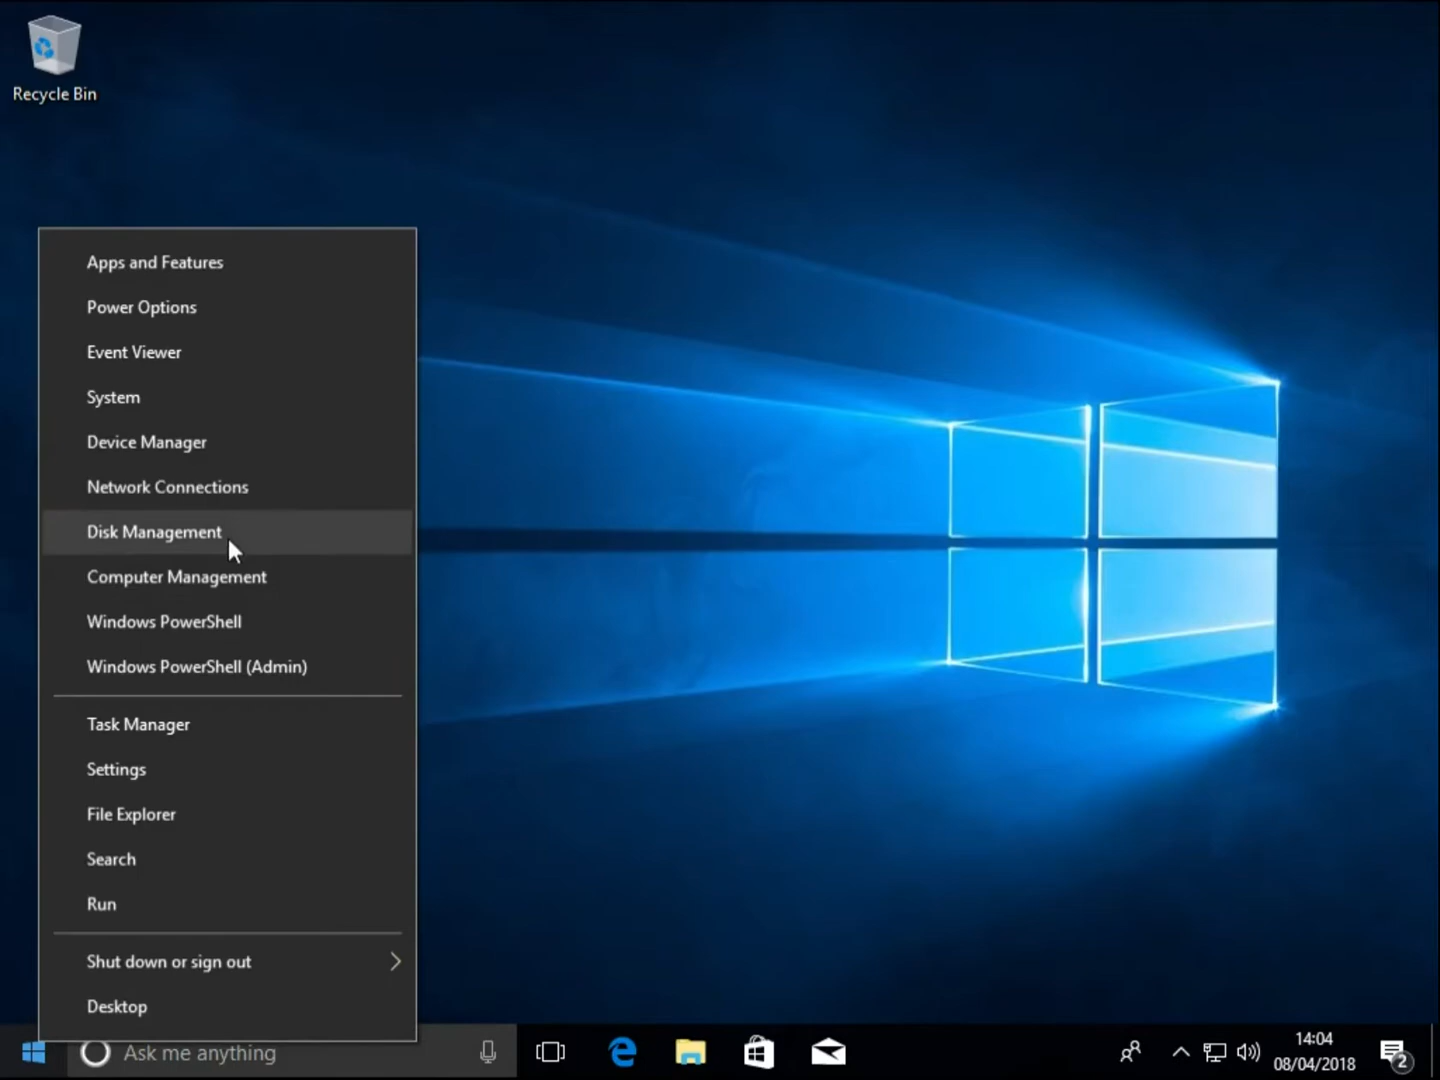 Recycle Bin
Apps and Features
Power Options
Event Viewer
System
Device Manager
Network Connections
Disk Management
Computer Management
Windows PowerShell
Windows PowerShell (Admin)
Task Manager
Settings
File Explorer
Search
Run
Shut down or sign out
Desktop
Ask me anything
14:04
08/04/2018
2